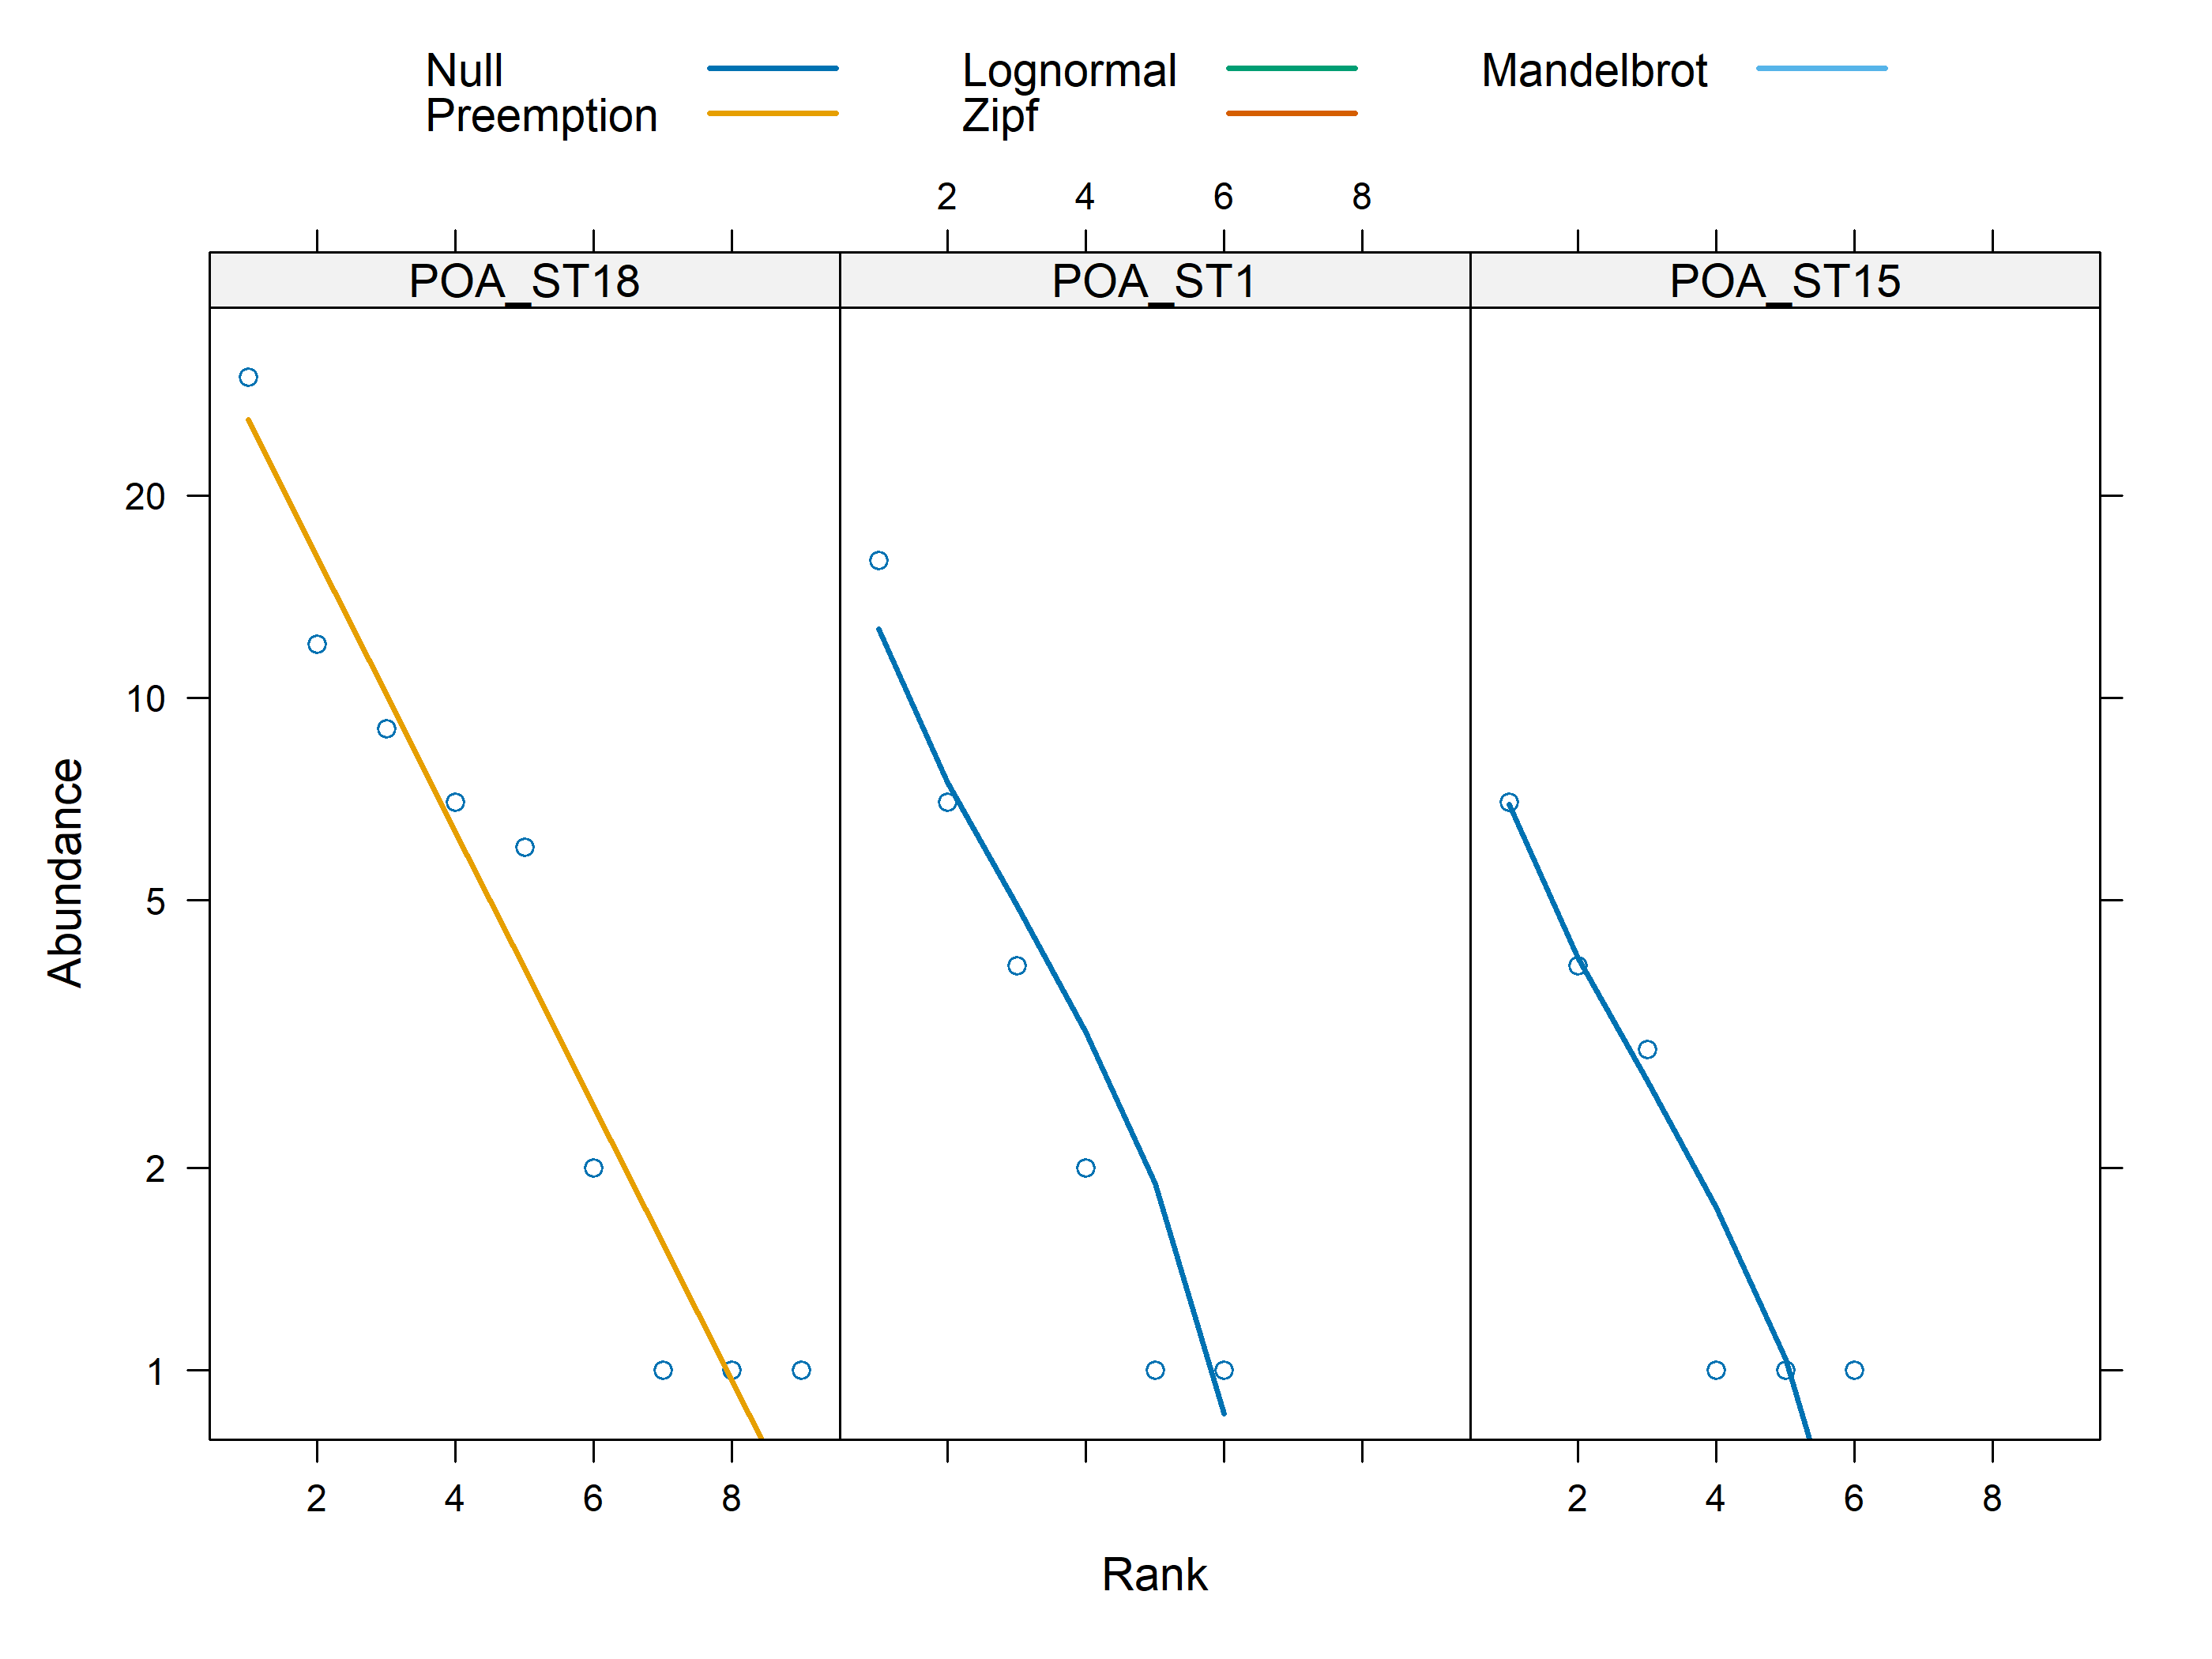 Null Lognormal Mandelbrot
Preemption Zipf
2 4 6 8
POA_ST18 POA_ST1 POA_ST15
20
10
5
2
1
Abundance
2 4 6 8 2 4 6 8
Rank